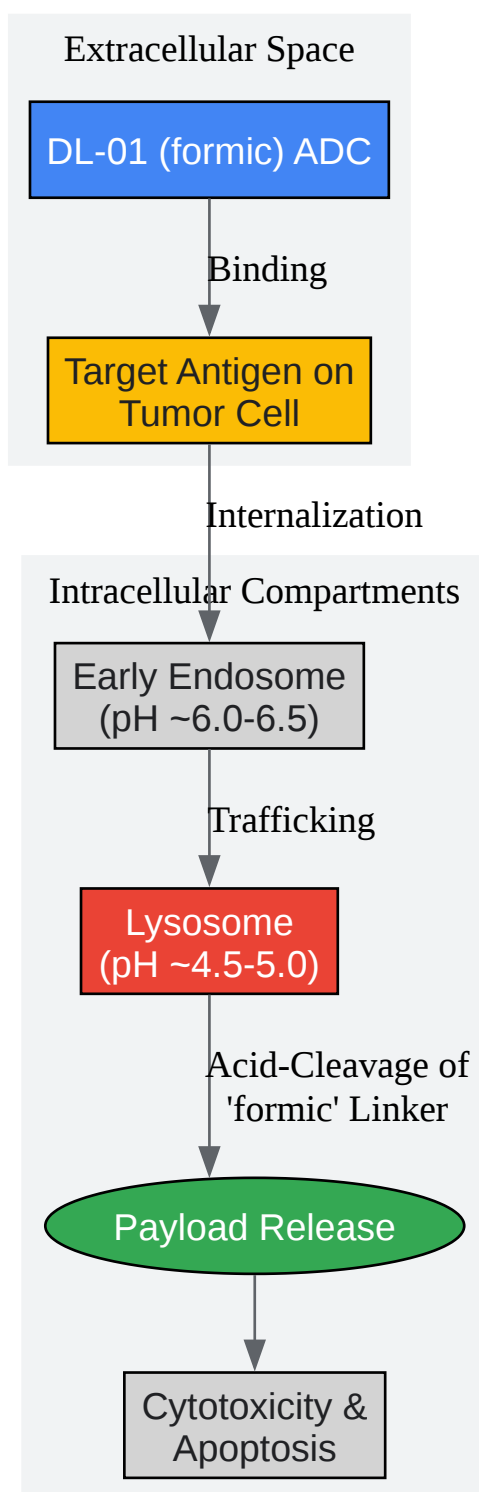 Extracellular Space
DL-01 (formic) ADC
Binding
Target Antigen on
Tumor Cell
Internalization
Intracellular Compartments
Early Endosome
(pH ~6.0-6.5)
Trafficking
Lysosome
(pH ~4.5-5.0)
Acid-Cleavage of
'formic' Linker
Payload Release
Cytotoxicity &
Apoptosis